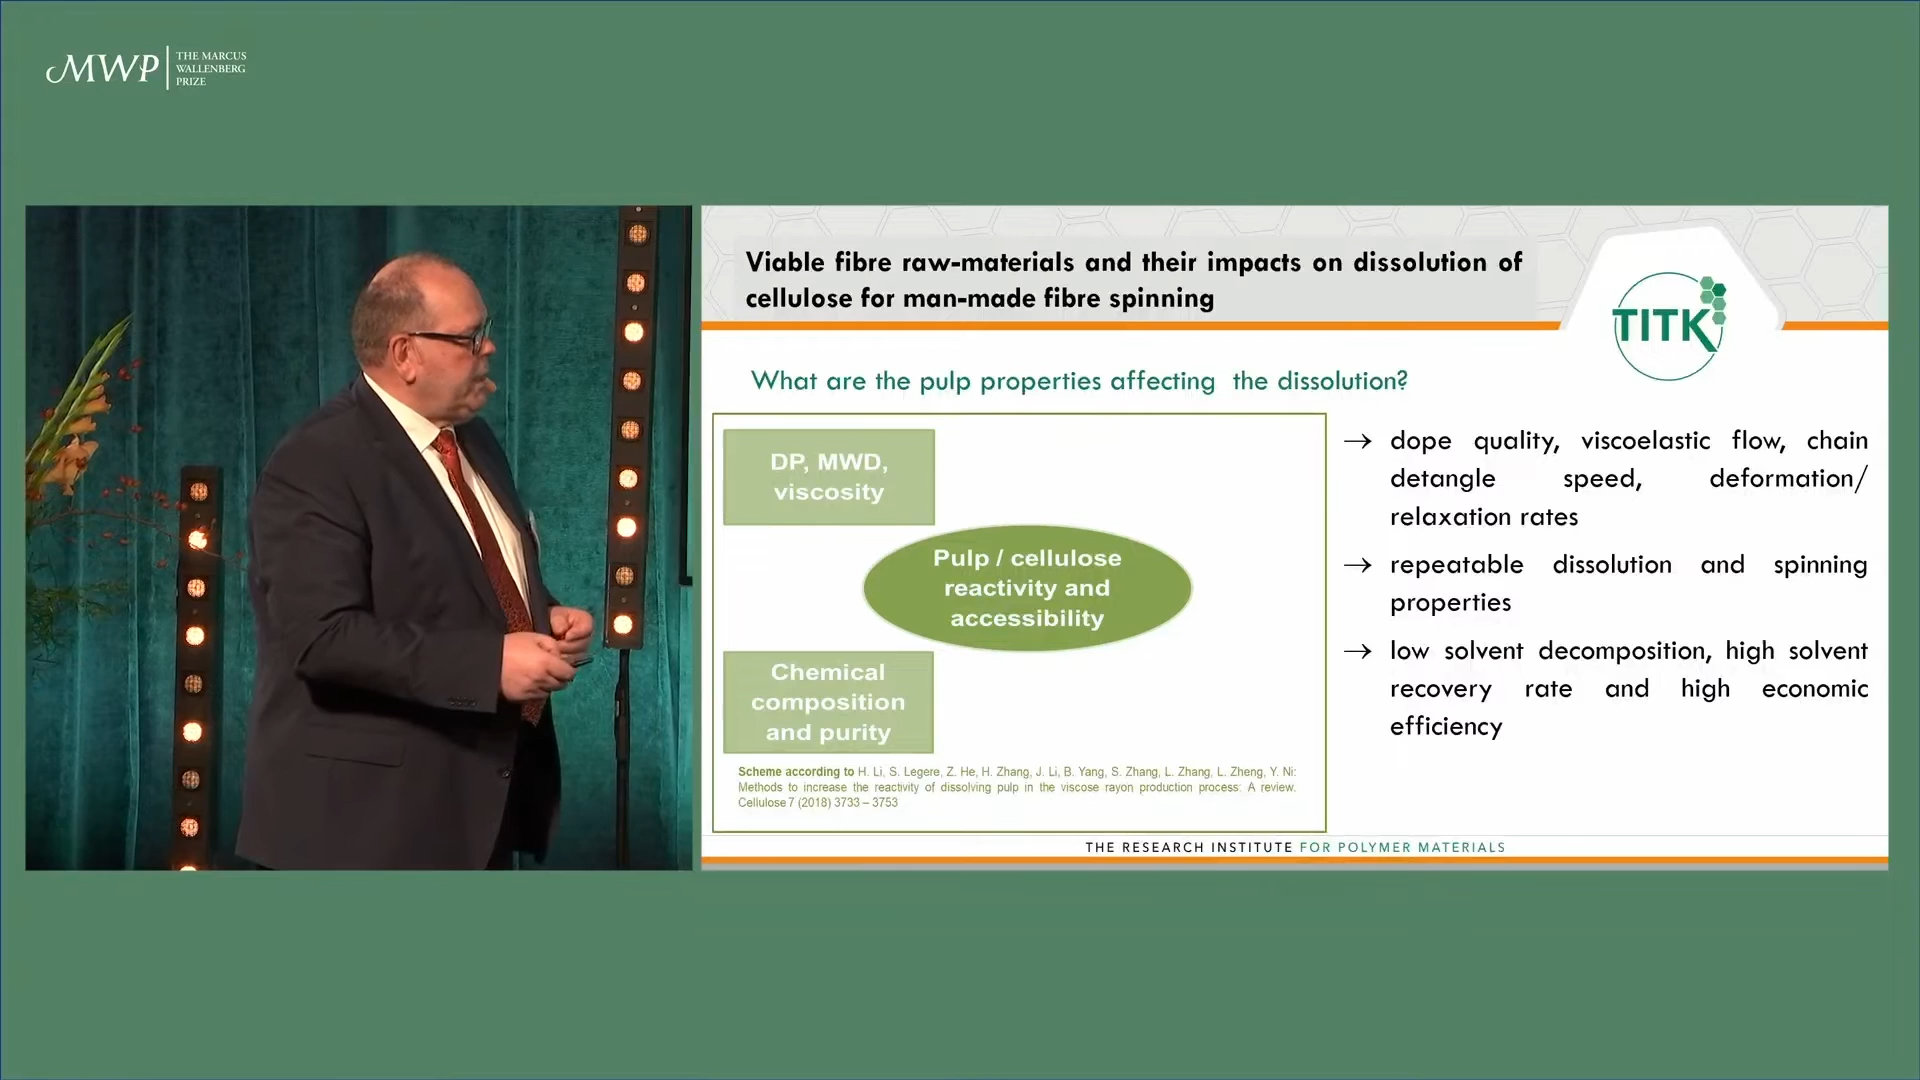 MWP
THE MARCUS
WALLENBERG
PRIZE
Viable fibre raw-materials and their impacts on dissolution of
cellulose for man-made fibre spinning
TITK
What are the pulp properties affecting the dissolution?
DP, MWD,
viscosity
Pulp / cellulose
reactivity and
accessibility
Chemical
composition
and purity
Scheme according to H. Li, S. Legere, Z. He, H. Zhang, J. Li, B. Yang, S. Zhang, L. Zhang, L. Zheng, Y. Ni:
Methods to increase the reactivity of dissolving pulp in the viscose rayon production process: A review.
Cellulose 7 (2018) 3733 – 3753
→ dope quality, viscoelastic flow, chain
detangle speed, deformation/
relaxation rates
→ repeatable dissolution and spinning
properties
→ low solvent decomposition, high solvent
recovery rate and high economic
efficiency
THE RESEARCH INSTITUTE FOR POLYMER MATERIALS